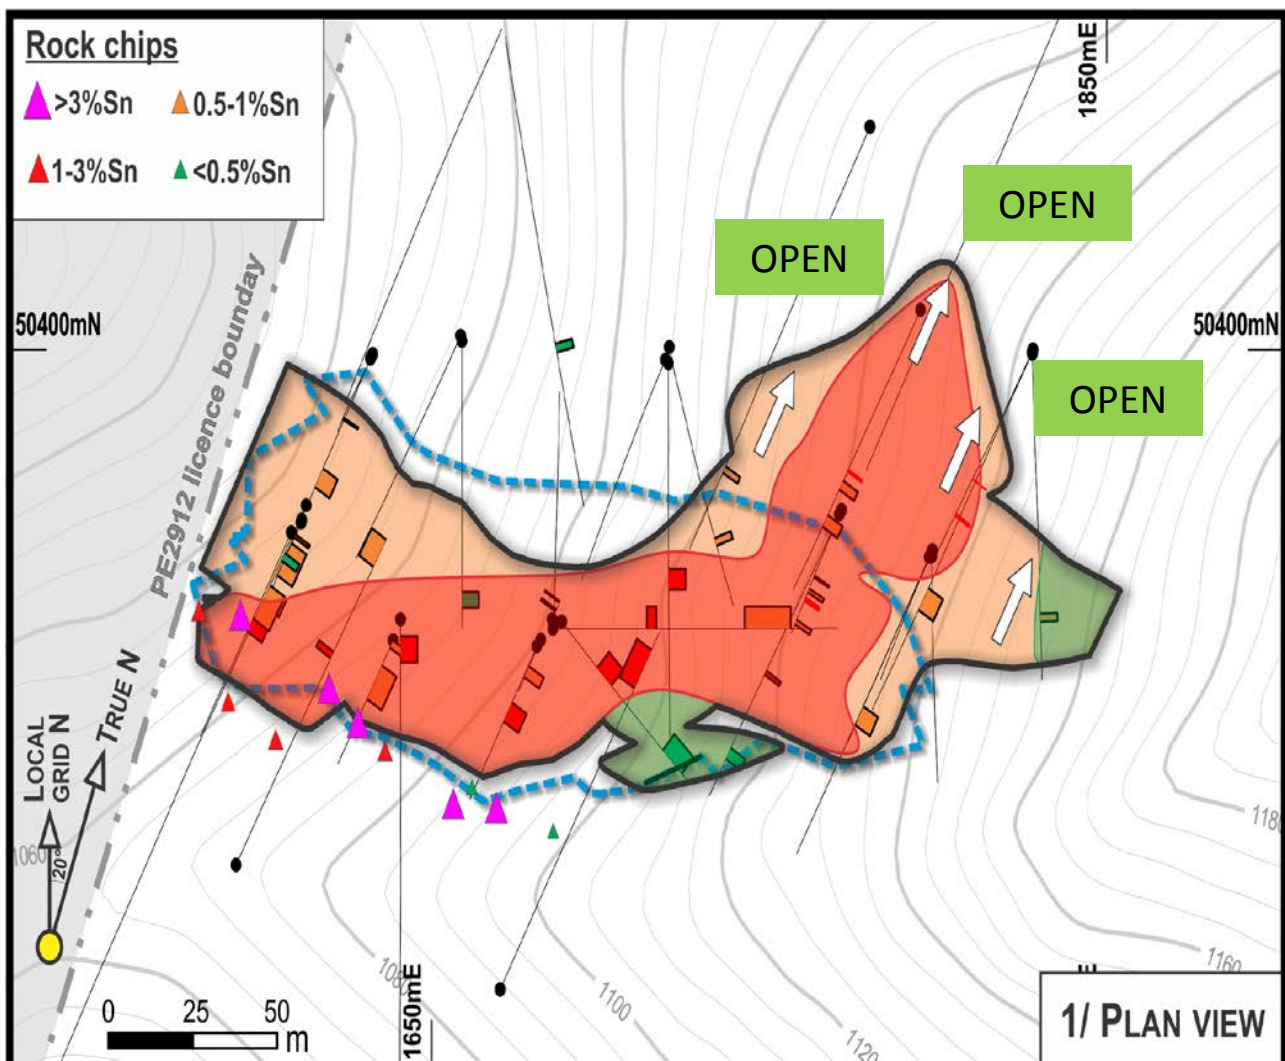 Rock chips
>3%Sn
0.5-1%Sn
1-3%Sn
<0.5%Sn
1850mE
OPEN
OPEN
OPEN
50400mN
50400mN
PE2912 licence bounday
LOCAL
GRID N
TRUE N
20°
1060
1080
1100
1120
1160
1180
0 25 50
m
1650mE
E
1/ PLAN VIEW